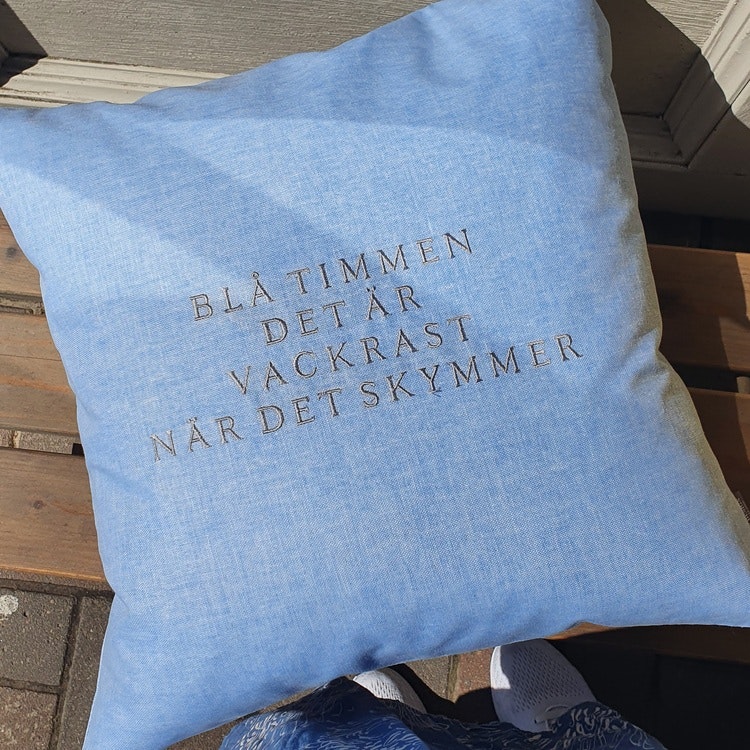 BLÅ TIMMEN
DET ÄR
VACKRAST
NÄR DET SKYMMER